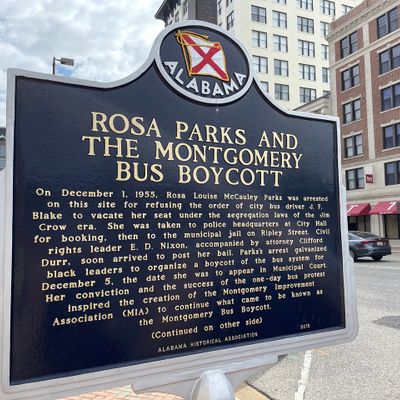 ALABAMA
ROSA PARKS AND
THE MONTGOMERY
BUS BOYCOTT
On December 1, 1955, Rosa Louise McCauley Parks was arrested
on this site for refusing the order of city bus driver J. F.
Blake to vacate her seat under the segregation laws of the Jim
Crow era. She was taken to police headquarters at City Hall
for booking, then to the municipal jail on Ripley Street. Civil
rights leader E. D. Nixon, accompanied by attorney Clifford
Durr, soon arrived to post her bail. Parks's arrest galvanized
black leaders to organize a boycott of the bus system for
December 5, the date she was to appear in Municipal Court.
Her conviction and the success of the one-day bus protest
inspired the creation of the Montgomery Improvement
Association (MIA) to continue what came to be known as
the Montgomery Bus Boycott.
(Continued on other side)
ALABAMA HISTORICAL ASSOCIATION